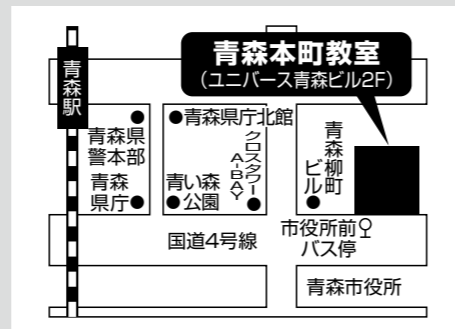 青森本町教室
(ユニバース青森ビル2F)
青森駅
青森県
警本部
青森
県庁
青森県庁北館
青い森
公園
クロスタワー
A-BAY
青森柳町
ビル
市役所前
バス停
国道4号線
青森市役所